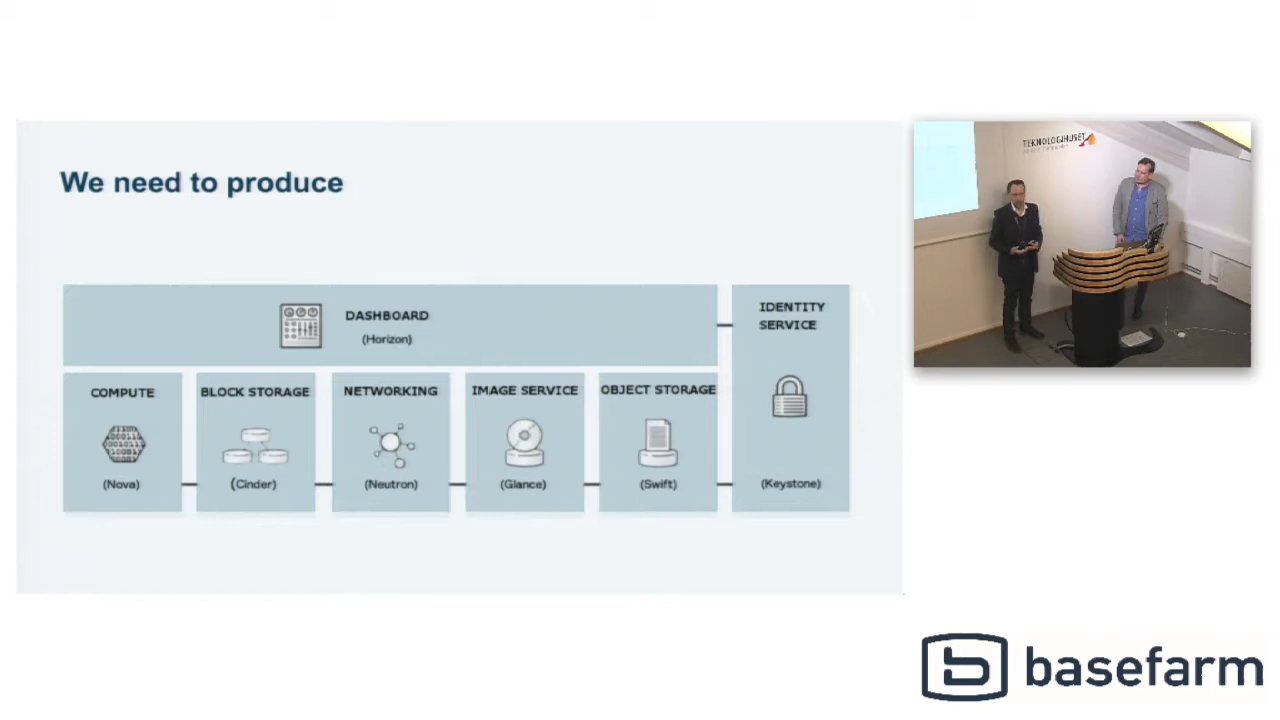 We need to produce
DASHBOARD
(Horizon)
IDENTITY
SERVICE
(Keystone)
COMPUTE
(Nova)
BLOCK STORAGE
(Cinder)
NETWORKING
(Neutron)
IMAGE SERVICE
(Glance)
OBJECT STORAGE
(Swift)
TEKNOLOGIHUSET
basefarm